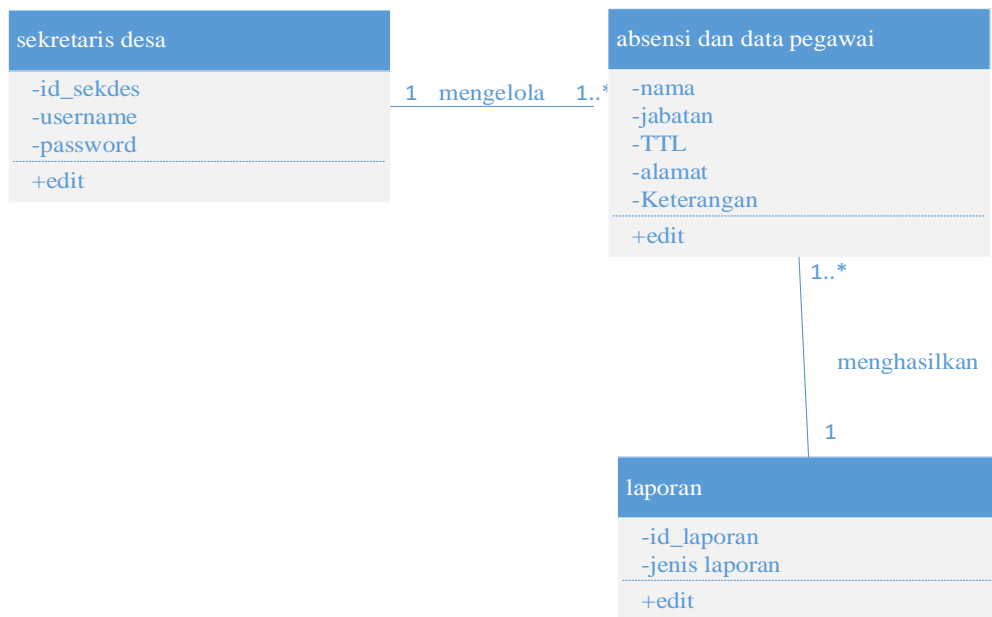 sekretaris desa
-id_sekdes
-username
-password
+edit
1 mengelola 1..*
absensi dan data pegawai
-nama
-jabatan
-TTL
-alamat
-Keterangan
+edit
1..*
menghasilkan
1
laporan
-id_laporan
-jenis laporan
+edit